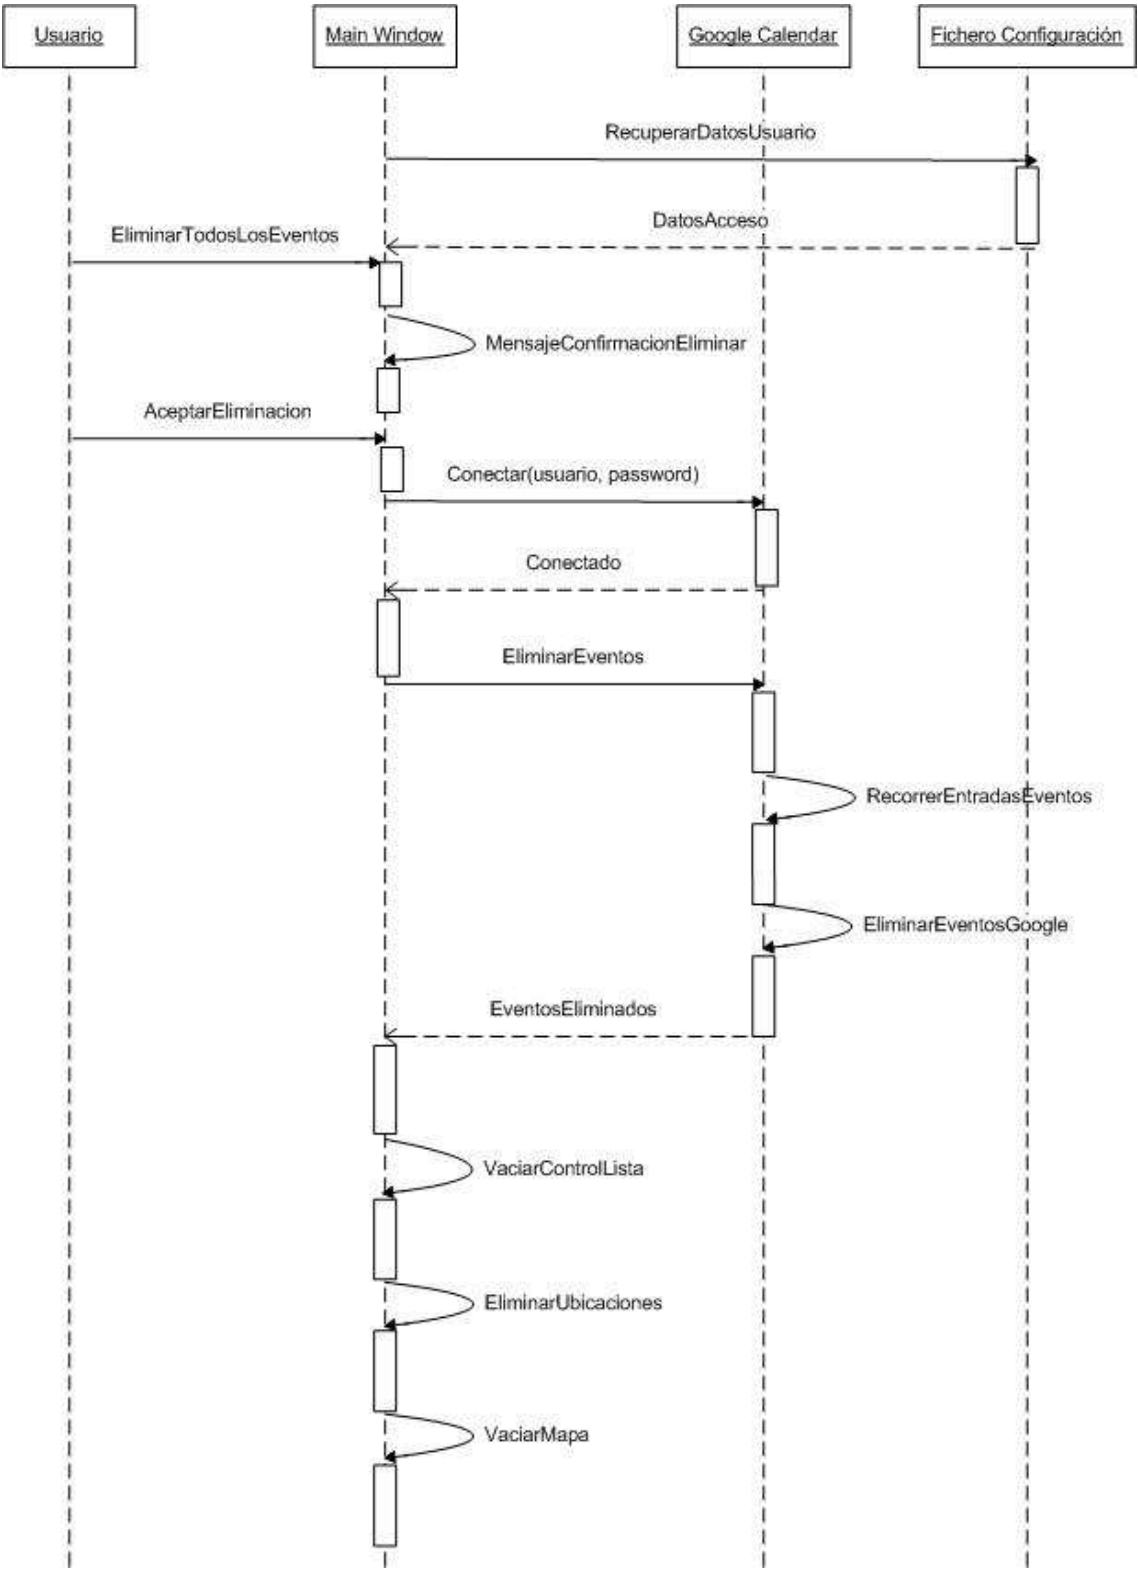 Usuario
Main Window
Google Calendar
Fichero Configuración
RecuperarDatosUsuario
DatosAcceso
EliminarTodosLosEventos
MensajeConfirmacionEliminar
AceptarEliminacion
Conectar(usuario, password)
Conectado
EliminarEventos
RecorrerEntradasEventos
EliminarEventosGoogle
EventosEliminados
VaciarControlLista
EliminarUbicaciones
VaciarMapa